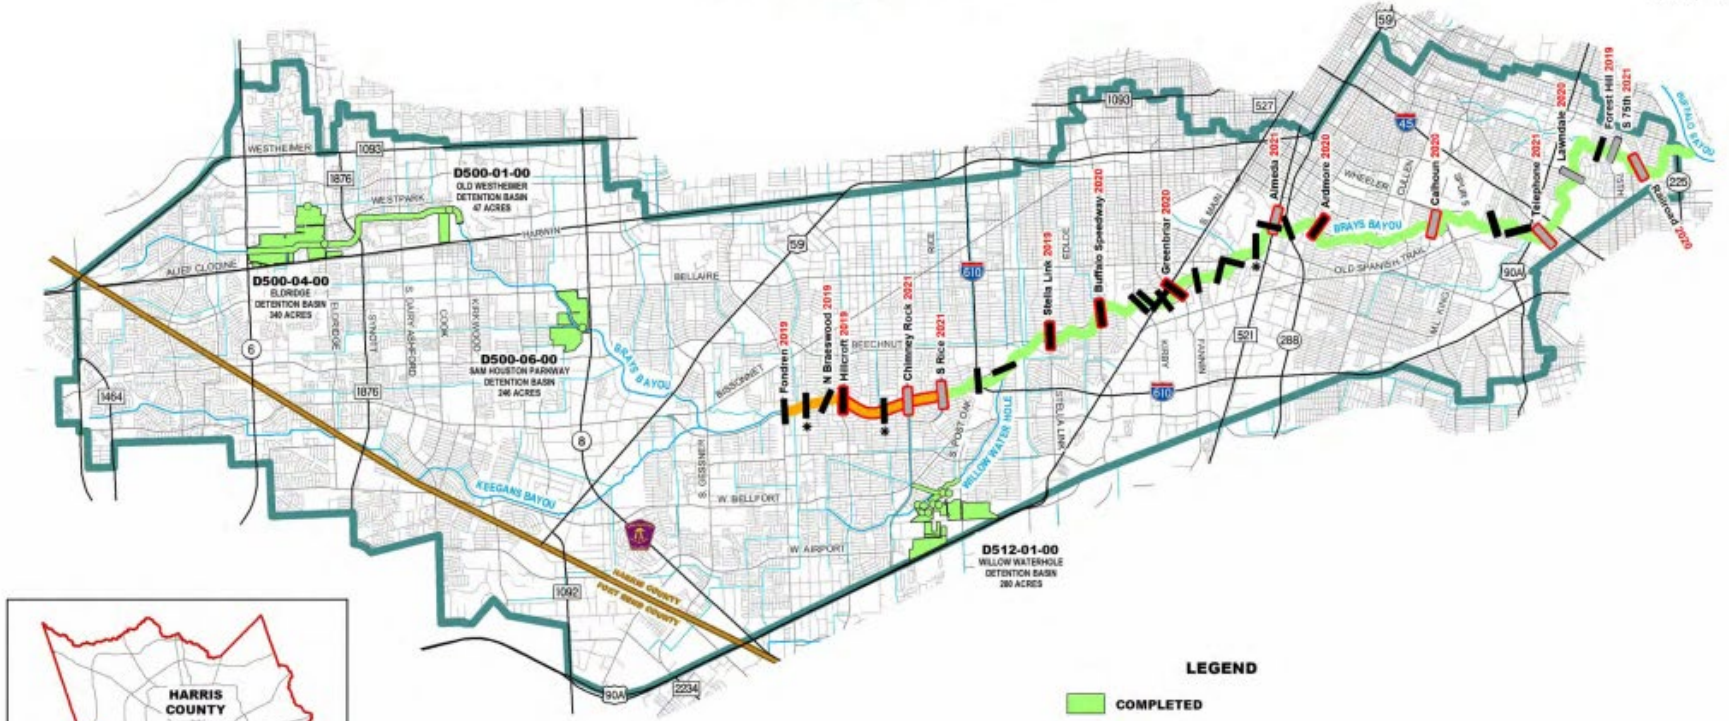 59
1093
527
WESTHEIMER
1093
1876
D500-01-00
OLD WESTHEIMER
DETENTION BASIN
47 ACRES
WESTPARK
HARWIN
ALIEF CLODINE
D500-04-00
ELDRIDGE
DETENTION BASIN
340 ACRES
ELDRIDGE
SYNOTT
S. DAIRY ASHFORD
COOK
KIRKWOOD
6
1876
1464
D500-06-00
SAM HOUSTON PARKWAY
DETENTION BASIN
246 ACRES
BRAYS BAYOU
8
59
BELLAIRE
BISSONNET
BEECHNUT
RICE
610
Fondren 2019
N Braeswood 2019
Hillcroft 2019
Chimney Rock 2021
S Rice 2021
Stella Link 2019
Buffalo Speedway 2020
Greenbriar 2020
Almeda 2021
Ardmore 2020
Calhoun 2020
Telephone 2021
Lawndale 2020
Forest Hill 2019
S 75th 2021
Railroad 2020
75TH
225
BUFFALO BAYOU
45
WHEELER
CULLEN
SPUR 5
S. MAIN
BRAYS BAYOU
OLD SPANISH TRAIL
90A
M L KING
521
288
KIRBY
FANNIN
610
STELLA LINK
S POST OAK
WILLOW WATER HOLE
S. GESSNER
W. BELLFORT
W. AIRPORT
KEEGANS BAYOU
D512-01-00
WILLOW WATERHOLE
DETENTION BASIN
280 ACRES
HARRIS COUNTY
FORT BEND COUNTY
1092
90A
2234
HARRIS
COUNTY
LEGEND
COMPLETED